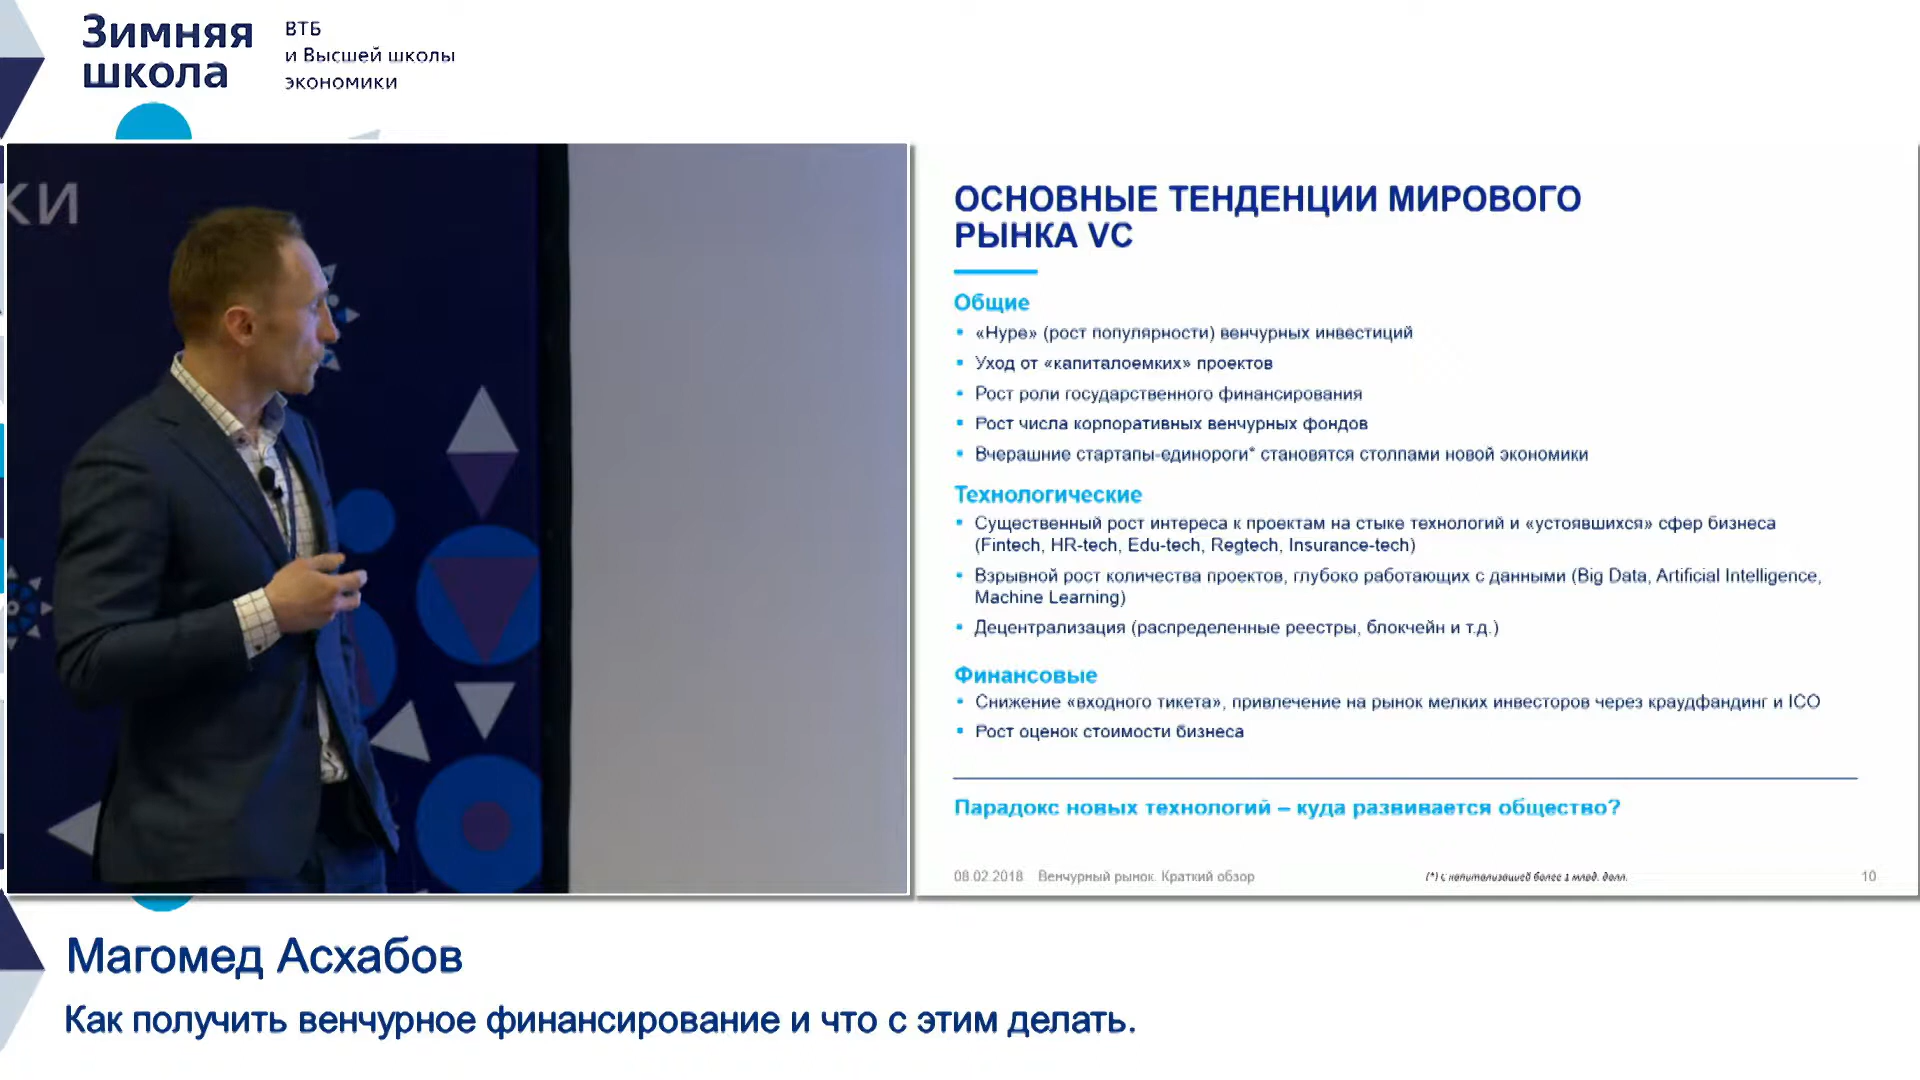 Зимняя
школа
ВТБ
и Высшей школы
экономики
КИ
ОСНОВНЫЕ ТЕНДЕНЦИИ МИРОВОГО
РЫНКА VC
Общие
«Hype» (рост популярности) венчурных инвестиций
Уход от «капиталоемких» проектов
Рост роли государственного финансирования
Рост числа корпоративных венчурных фондов
Вчерашние стартапы-единороги* становятся столпами новой экономики
Технологические
Существенный рост интереса к проектам на стыке технологий и «устоявшихся» сфер бизнеса
(Fintech, HR-tech, Edu-tech, Regtech, Insurance-tech)
Взрывной рост количества проектов, глубоко работающих с данными (Big Data, Artificial Intelligence,
Machine Learning)
Децентрализация (распределенные реестры, блокчейн и т.д.)
Финансовые
Снижение «входного тикета», привлечение на рынок мелких инвесторов через краудфандинг и ICO
Рост оценок стоимости бизнеса
Парадокс новых технологий – куда развивается общество?
08.02.2018 Венчурный рынок. Краткий обзор
(*) с капитализацией более 1 млрд. долл.
10
Магомед Асхабов
Как получить венчурное финансирование и что с этим делать.